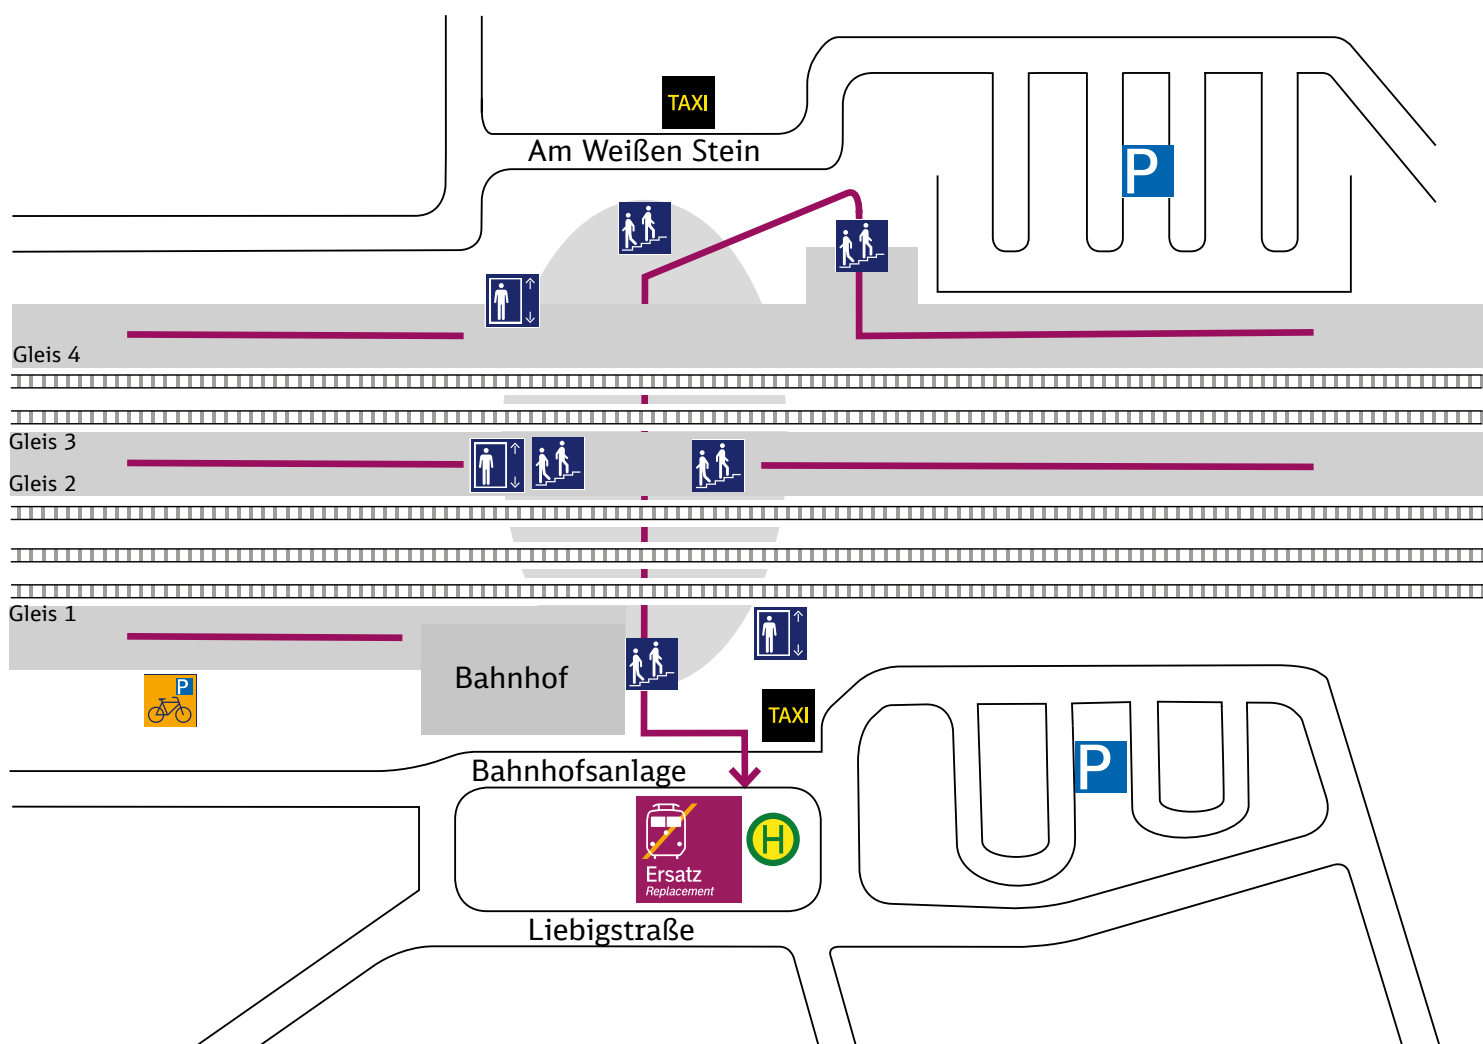 TAXI
Am Weißen Stein
P
Gleis 4
Gleis 3
Gleis 2
Gleis 1
P
Bahnhof
TAXI
Bahnhofsanlage
P
H
Ersatz
Replacement
Liebigstraße